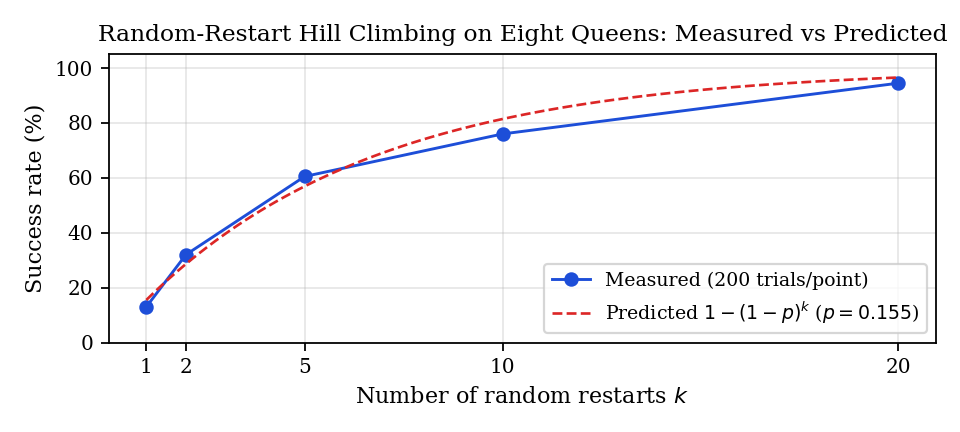 Random-Restart Hill Climbing on Eight Queens: Measured vs Predicted
Success rate (%)
100
80
60
40
20
0
Measured (200 trials/point)
Predicted 1 − (1 − p)^k (p = 0.155)
1 2 5 10 20
Number of random restarts k